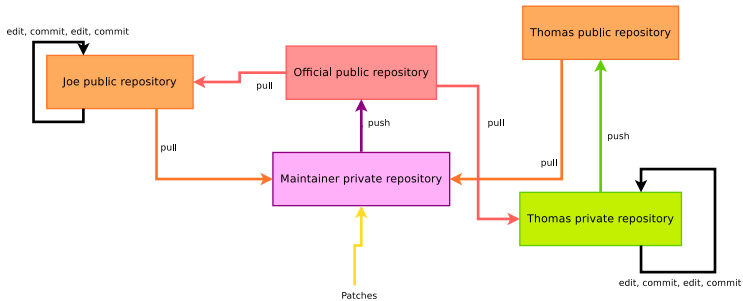 edit, commit, edit, commit
Thomas public repository
Joe public repository
Official public repository
pull
push
pull
push
pull
pull
Maintainer private repository
Thomas private repository
edit, commit, edit, commit
Patches